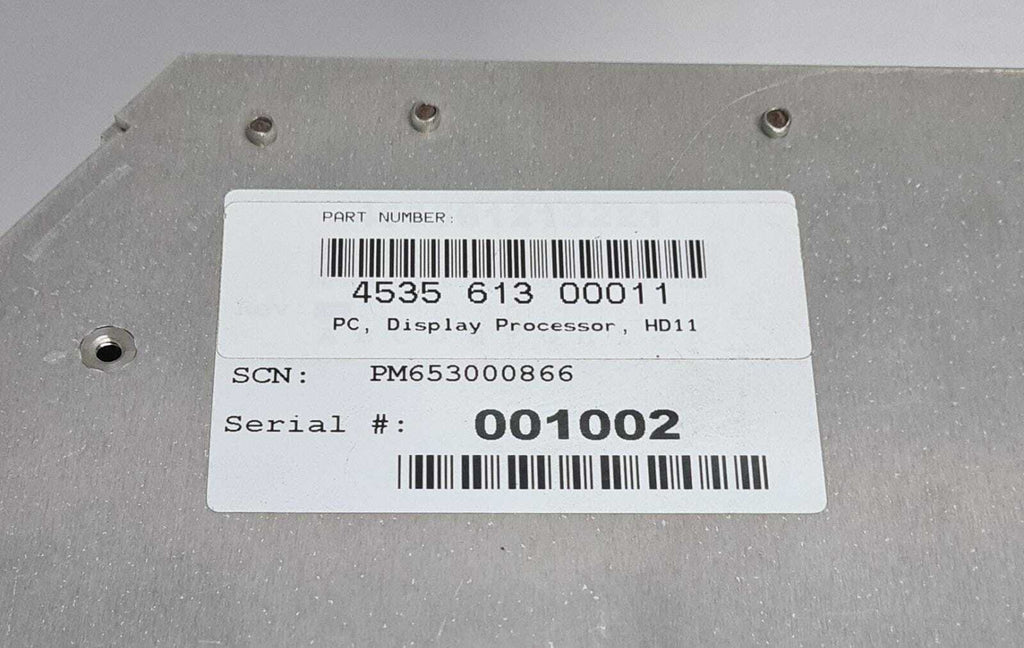 PART NUMBER:
4535 613 00011
PC, Display Processor, HD11
SCN: PM653000866
Serial #: 001002